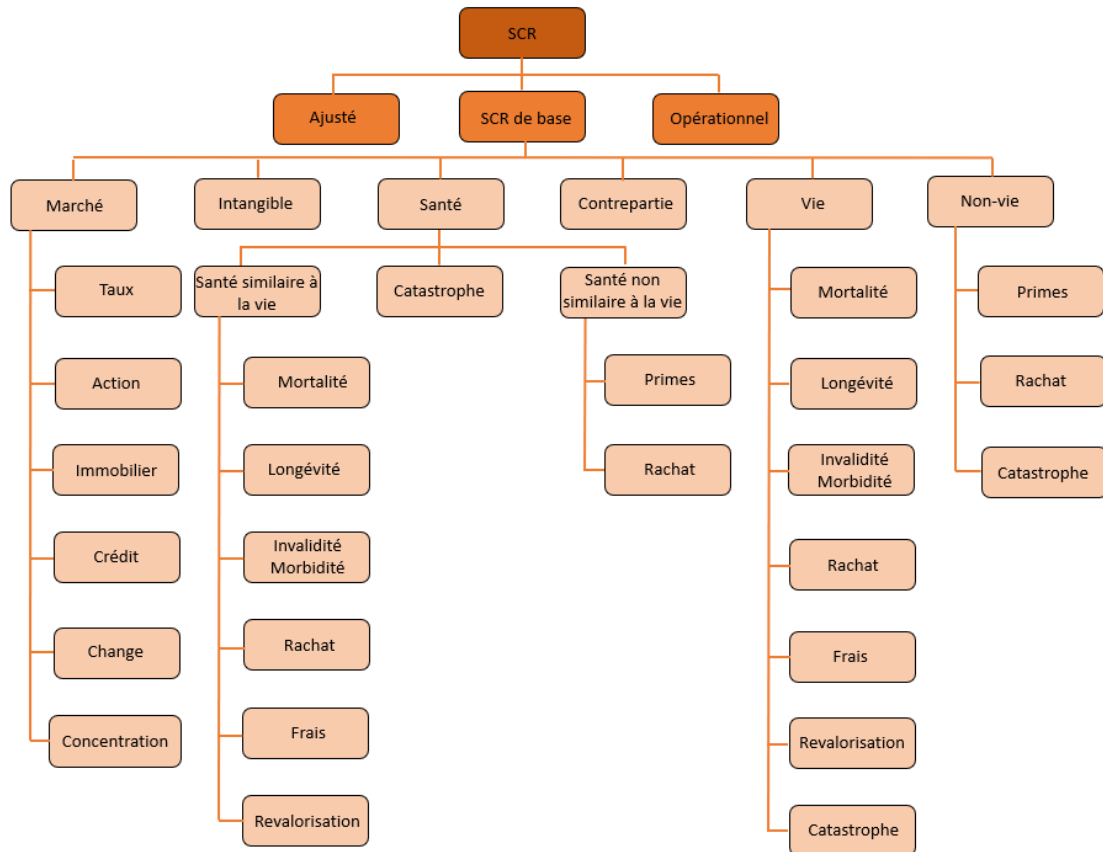 SCR
Ajusté
SCR de base
Opérationnel
Marché
Intangible
Santé
Contrepartie
Vie
Non-vie
Taux
Action
Immobilier
Crédit
Change
Concentration
Santé similaire à
la vie
Mortalité
Longévité
Invalidité
Morbidité
Rachat
Frais
Revalorisation
Catastrophe
Santé non
similaire à la vie
Primes
Rachat
Mortalité
Longévité
Invalidité
Morbidité
Rachat
Frais
Revalorisation
Catastrophe
Primes
Rachat
Catastrophe